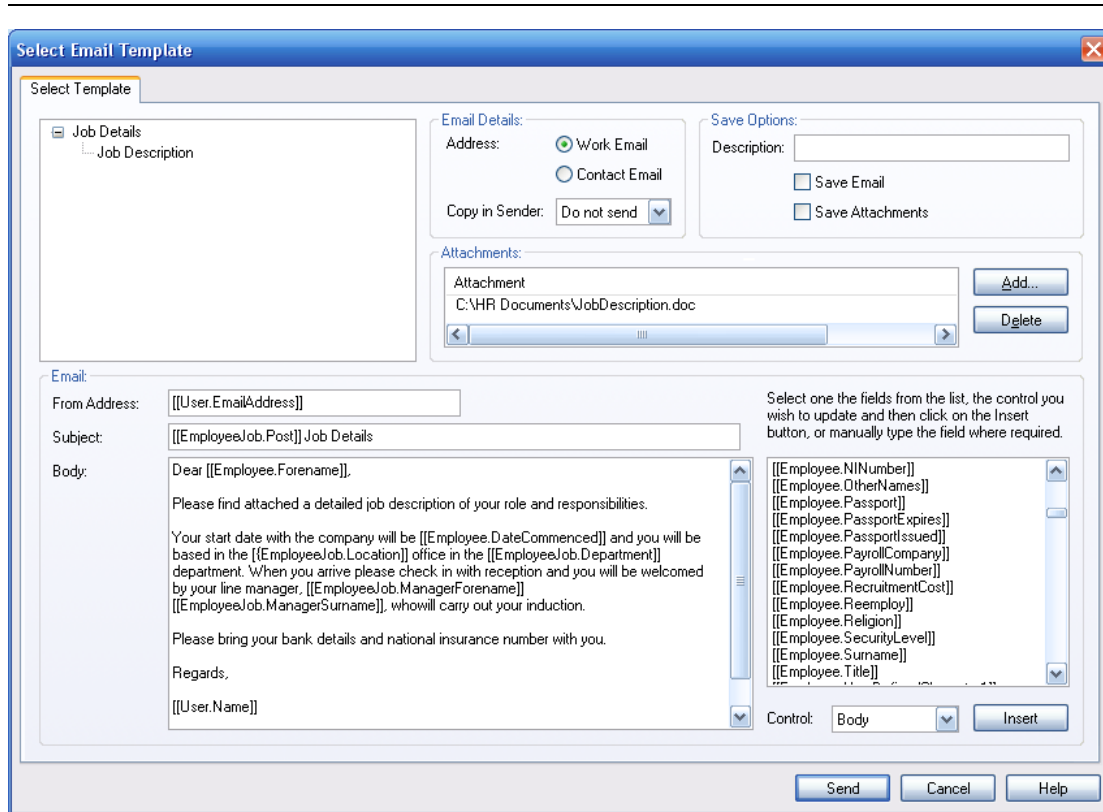 Select Email Template
Select Template
Job Details
Job Description
Email Details:
Address:
Work Email
Contact Email
Copy in Sender:
Do not send
Save Options:
Description:
Save Email
Save Attachments
Attachments:
Attachment
C:\HR Documents\JobDescription.doc
Add...
Delete
Email:
From Address:
[[User.EmailAddress]]
Subject:
[[EmployeeJob.Post]] Job Details
Body:
Dear [[Employee.Forename]],
Please find attached a detailed job description of your role and responsibilities.
Your start date with the company will be [[Employee.DateCommenced]] and you will be
based in the [{EmployeeJob.Location]] office in the [[EmployeeJob.Department]]
department. When you arrive please check in with reception and you will be welcomed
by your line manager, [[EmployeeJob.ManagerForename]]
[[EmployeeJob.ManagerSurname]], whowill carry out your induction.
Please bring your bank details and national insurance number with you.
Regards,
[[User.Name]]
Select one the fields from the list, the control you
wish to update and then click on the Insert
button, or manually type the field where required.
[[Employee.NINumber]]
[[Employee.OtherNames]]
[[Employee.Passport]]
[[Employee.PassportExpires]]
[[Employee.PassportIssued]]
[[Employee.PayrollCompany]]
[[Employee.PayrollNumber]]
[[Employee.RecruitmentCost]]
[[Employee.Reemploy]]
[[Employee.Religion]]
[[Employee.SecurityLevel]]
[[Employee.Surname]]
[[Employee.Title]]
Control:
Body
Insert
Send
Cancel
Help